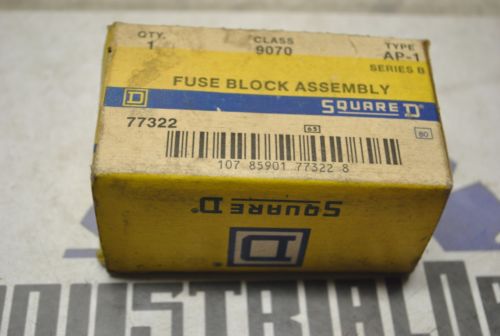 QTY. CLASS TYPE
1 9070 AP-1
SERIES B
FUSE BLOCK ASSEMBLY
D SQUARE D
77322 63 80
107 85901 77322 8
SQUARE D
D
INDUSTRIAL